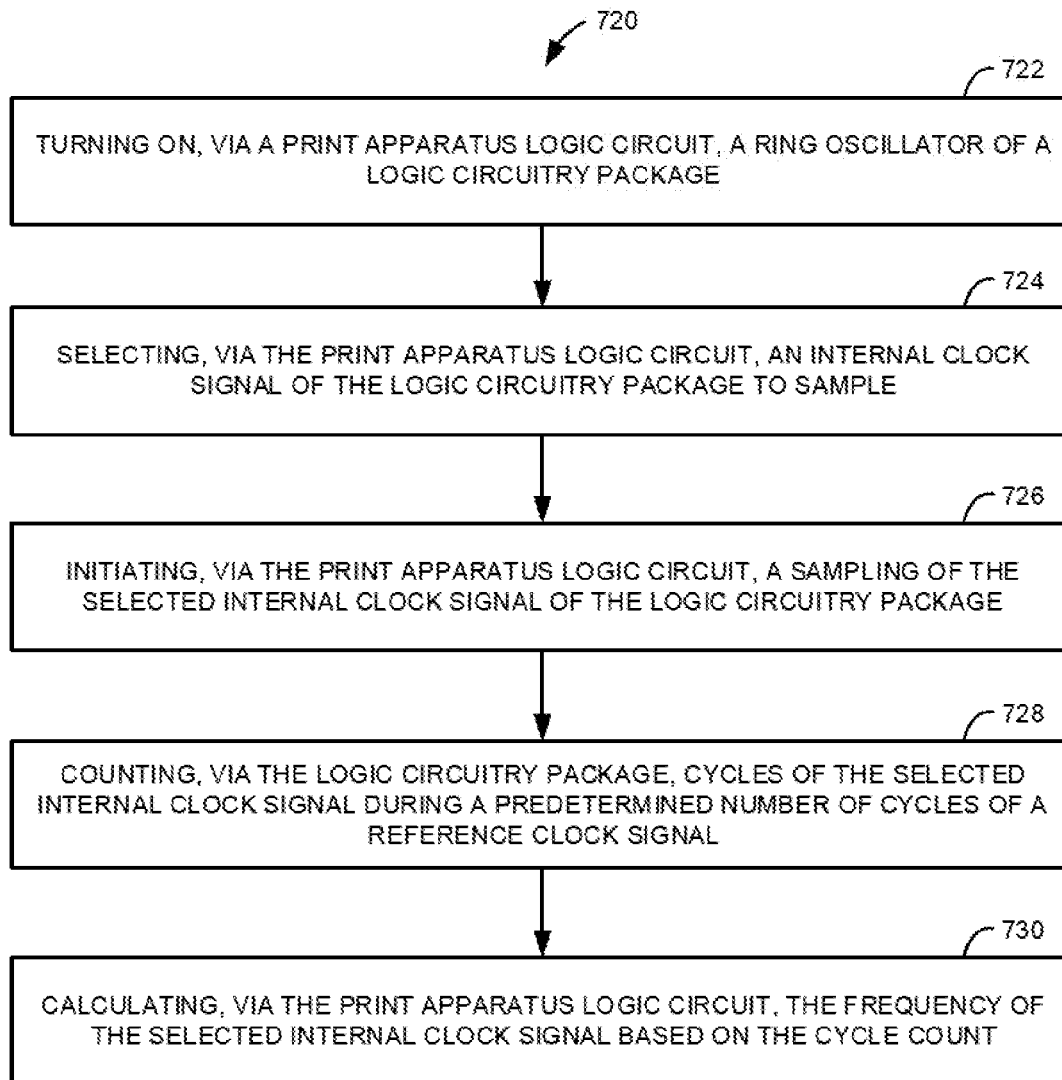 720
722
TURNING ON, VIA A PRINT APPARATUS LOGIC CIRCUIT, A RING OSCILLATOR OF A
LOGIC CIRCUITRY PACKAGE
724
SELECTING, VIA THE PRINT APPARATUS LOGIC CIRCUIT, AN INTERNAL CLOCK
SIGNAL OF THE LOGIC CIRCUITRY PACKAGE TO SAMPLE
726
INITIATING, VIA THE PRINT APPARATUS LOGIC CIRCUIT, A SAMPLING OF THE
SELECTED INTERNAL CLOCK SIGNAL OF THE LOGIC CIRCUITRY PACKAGE
728
COUNTING, VIA THE LOGIC CIRCUITRY PACKAGE, CYCLES OF THE SELECTED
INTERNAL CLOCK SIGNAL DURING A PREDETERMINED NUMBER OF CYCLES OF A
REFERENCE CLOCK SIGNAL
730
CALCULATING, VIA THE PRINT APPARATUS LOGIC CIRCUIT, THE FREQUENCY OF
THE SELECTED INTERNAL CLOCK SIGNAL BASED ON THE CYCLE COUNT